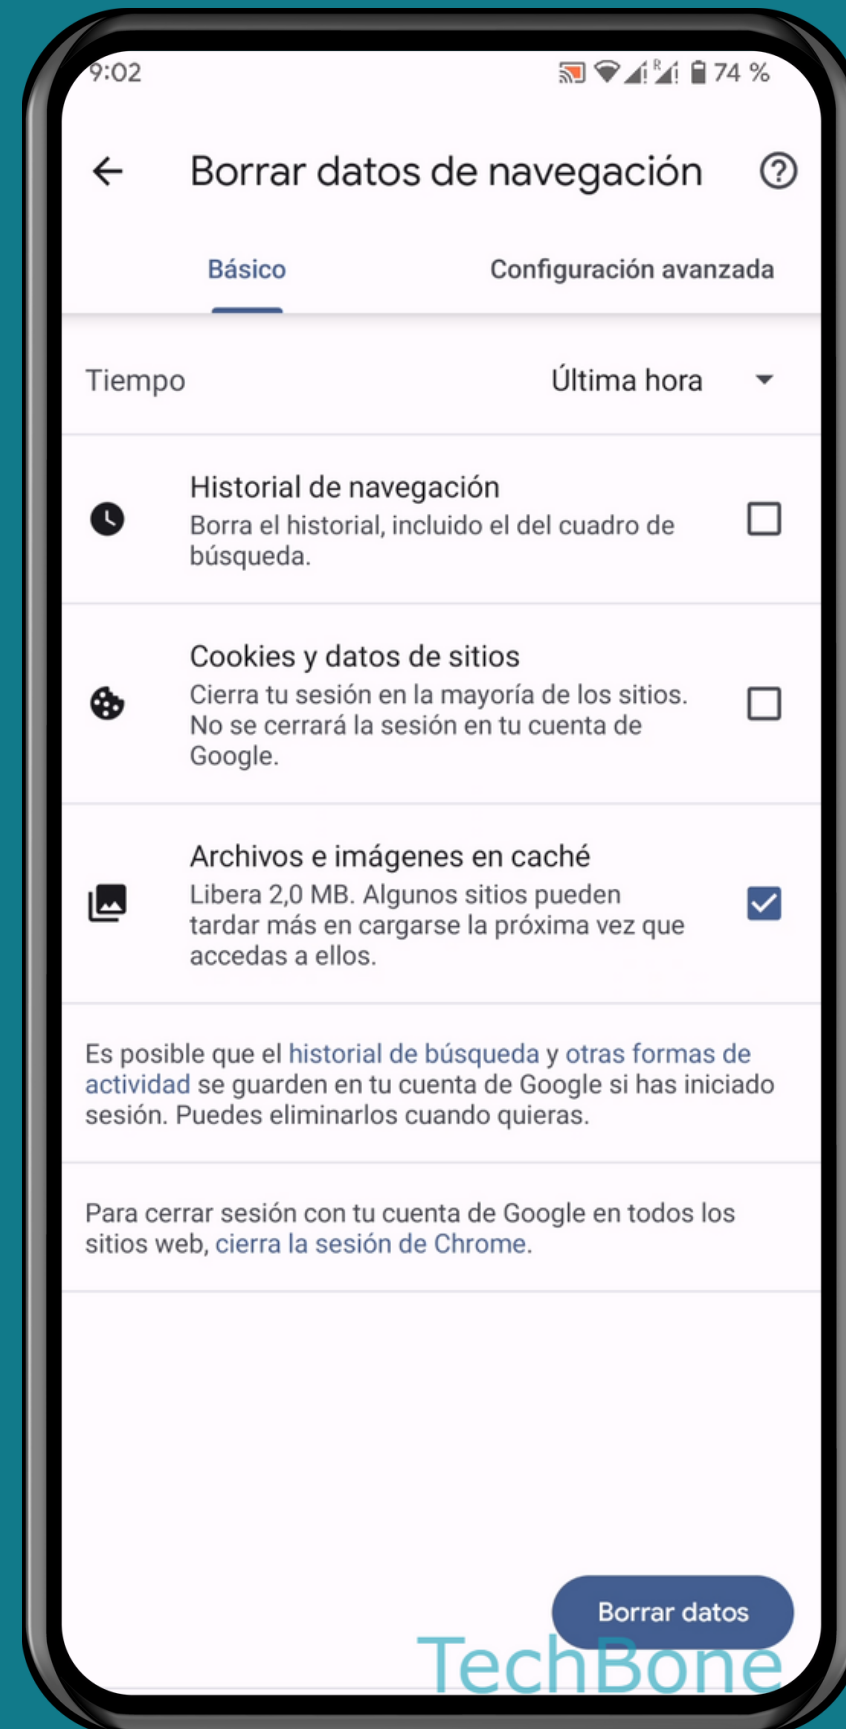 9:02 R 74 %
Borrar datos de navegación
Básico Configuración avanzada
Tiempo Última hora
Historial de navegación
Borra el historial, incluido el del cuadro de
búsqueda.
Cookies y datos de sitios
Cierra tu sesión en la mayoría de los sitios.
No se cerrará la sesión en tu cuenta de
Google.
Archivos e imágenes en caché
Libera 2,0 MB. Algunos sitios pueden
tardar más en cargarse la próxima vez que
accedas a ellos.
Es posible que el historial de búsqueda y otras formas de
actividad se guarden en tu cuenta de Google si has iniciado
sesión. Puedes eliminarlos cuando quieras.
Para cerrar sesión con tu cuenta de Google en todos los
sitios web, cierra la sesión de Chrome.
Borrar datos
TechBone